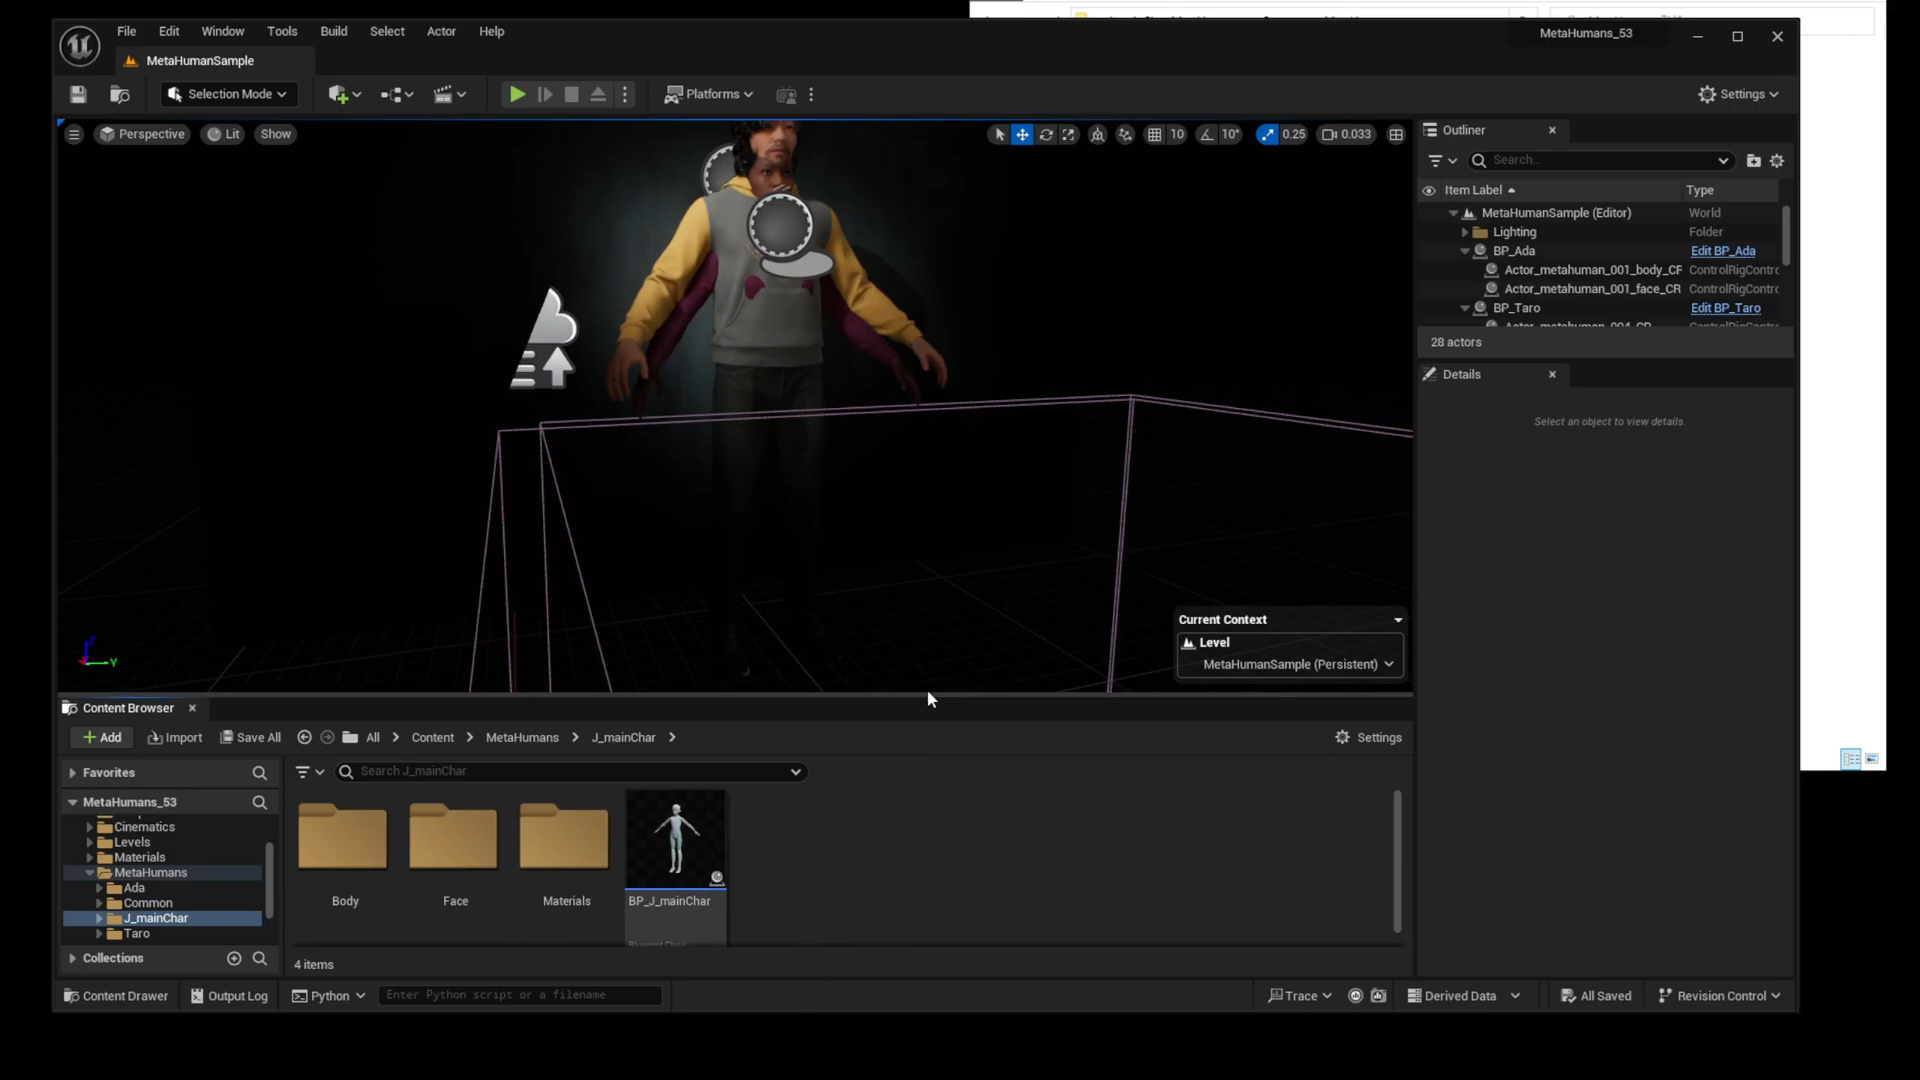 File Edit Window Tools Build Select Actor Help
MetaHumans_53
MetaHumanSample
Selection Mode
Platforms
Settings
Perspective
Lit
Show
10
10°
0.25
0.033
Outliner
Search...
Item Label
Type
MetaHumanSample (Editor)
World
Lighting
Folder
BP_Ada
Edit BP_Ada
Actor_metahuman_001_body_CF
ControlRigContro
Actor_metahuman_001_face_CR
ControlRigContro
BP_Taro
Edit BP_Taro
28 actors
Details
Select an object to view details.
Current Context
Level
MetaHumanSample (Persistent)
Y
Content Browser
Add
Import
Save All
All
Content
MetaHumans
J_mainChar
Settings
Favorites
Search J_mainChar
MetaHumans_53
Cinematics
Levels
Materials
MetaHumans
Ada
Common
J_mainChar
Taro
Collections
Body
Face
Materials
BP_J_mainChar
4 items
Content Drawer
Output Log
Python
Enter Python script or a filename
Trace
Derived Data
All Saved
Revision Control